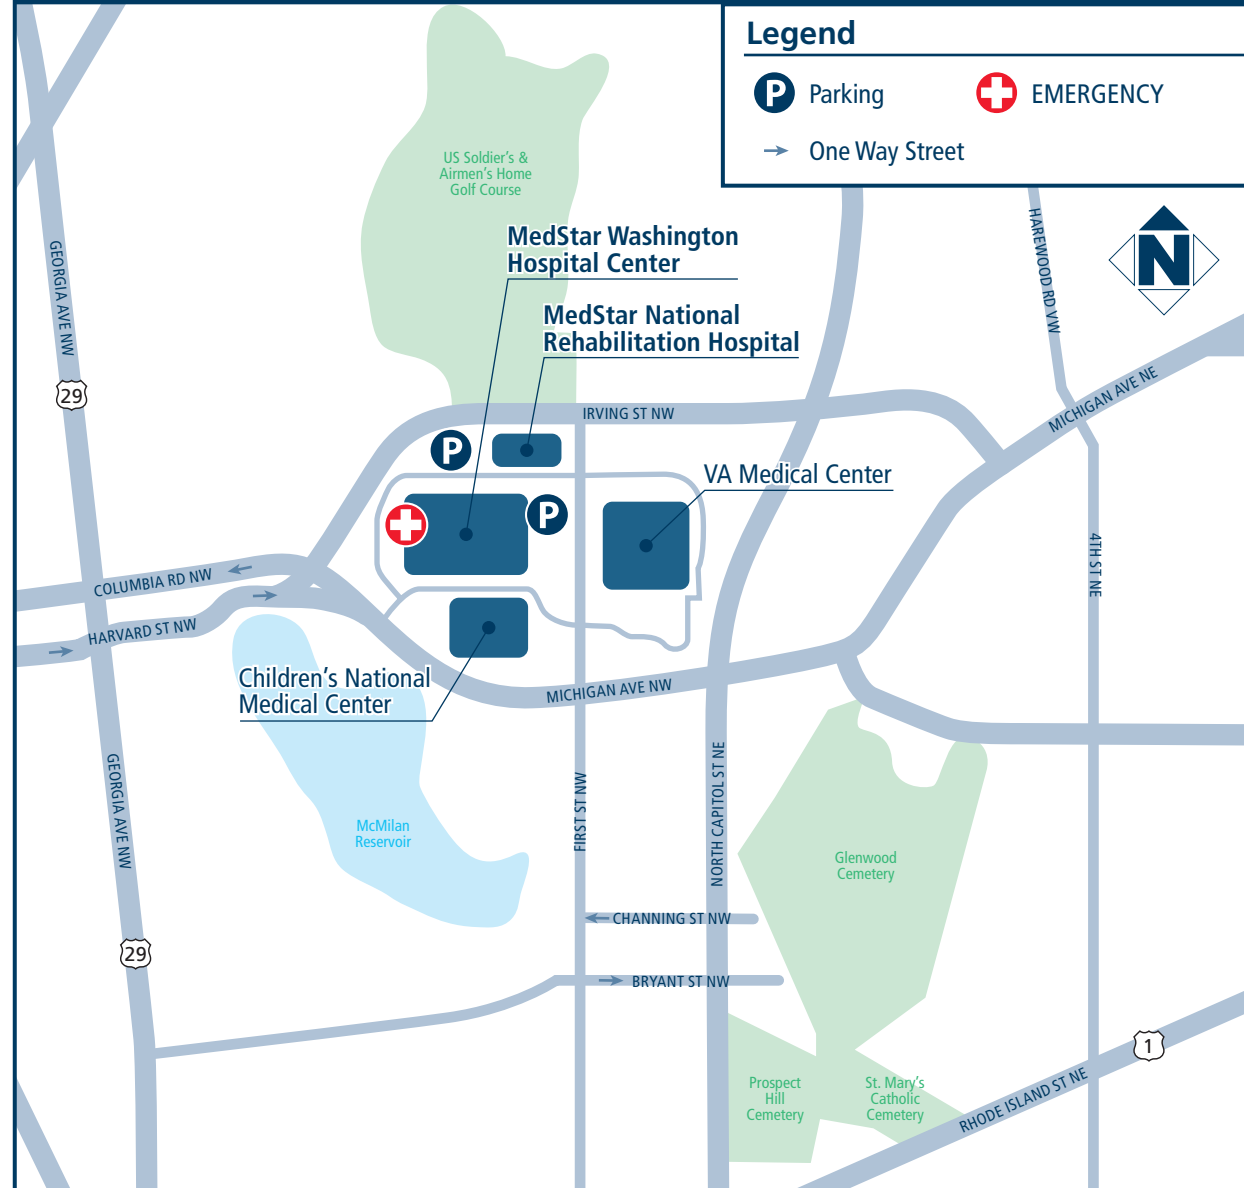 Legend
P Parking
EMERGENCY
One Way Street
US Soldier's &
Airmen's Home
Golf Course
MedStar Washington
Hospital Center
HAREWOOD RD VW
N
GEORGIA AVE NW
MedStar National
Rehabilitation Hospital
29
IRVING ST NW
MICHIGAN AVE NE
P
VA Medical Center
P
COLUMBIA RD NW
4TH ST NE
HARVARD ST NW
Children's National
Medical Center
MICHIGAN AVE NW
GEORGIA AVE NW
FIRST ST NW
NORTH CAPITOL ST NE
McMilan
Reservoir
Glenwood
Cemetery
CHANNING ST NW
29
BRYANT ST NW
1
Prospect
Hill
Cemetery
St. Mary's
Catholic
Cemetery
RHODE ISLAND ST NE